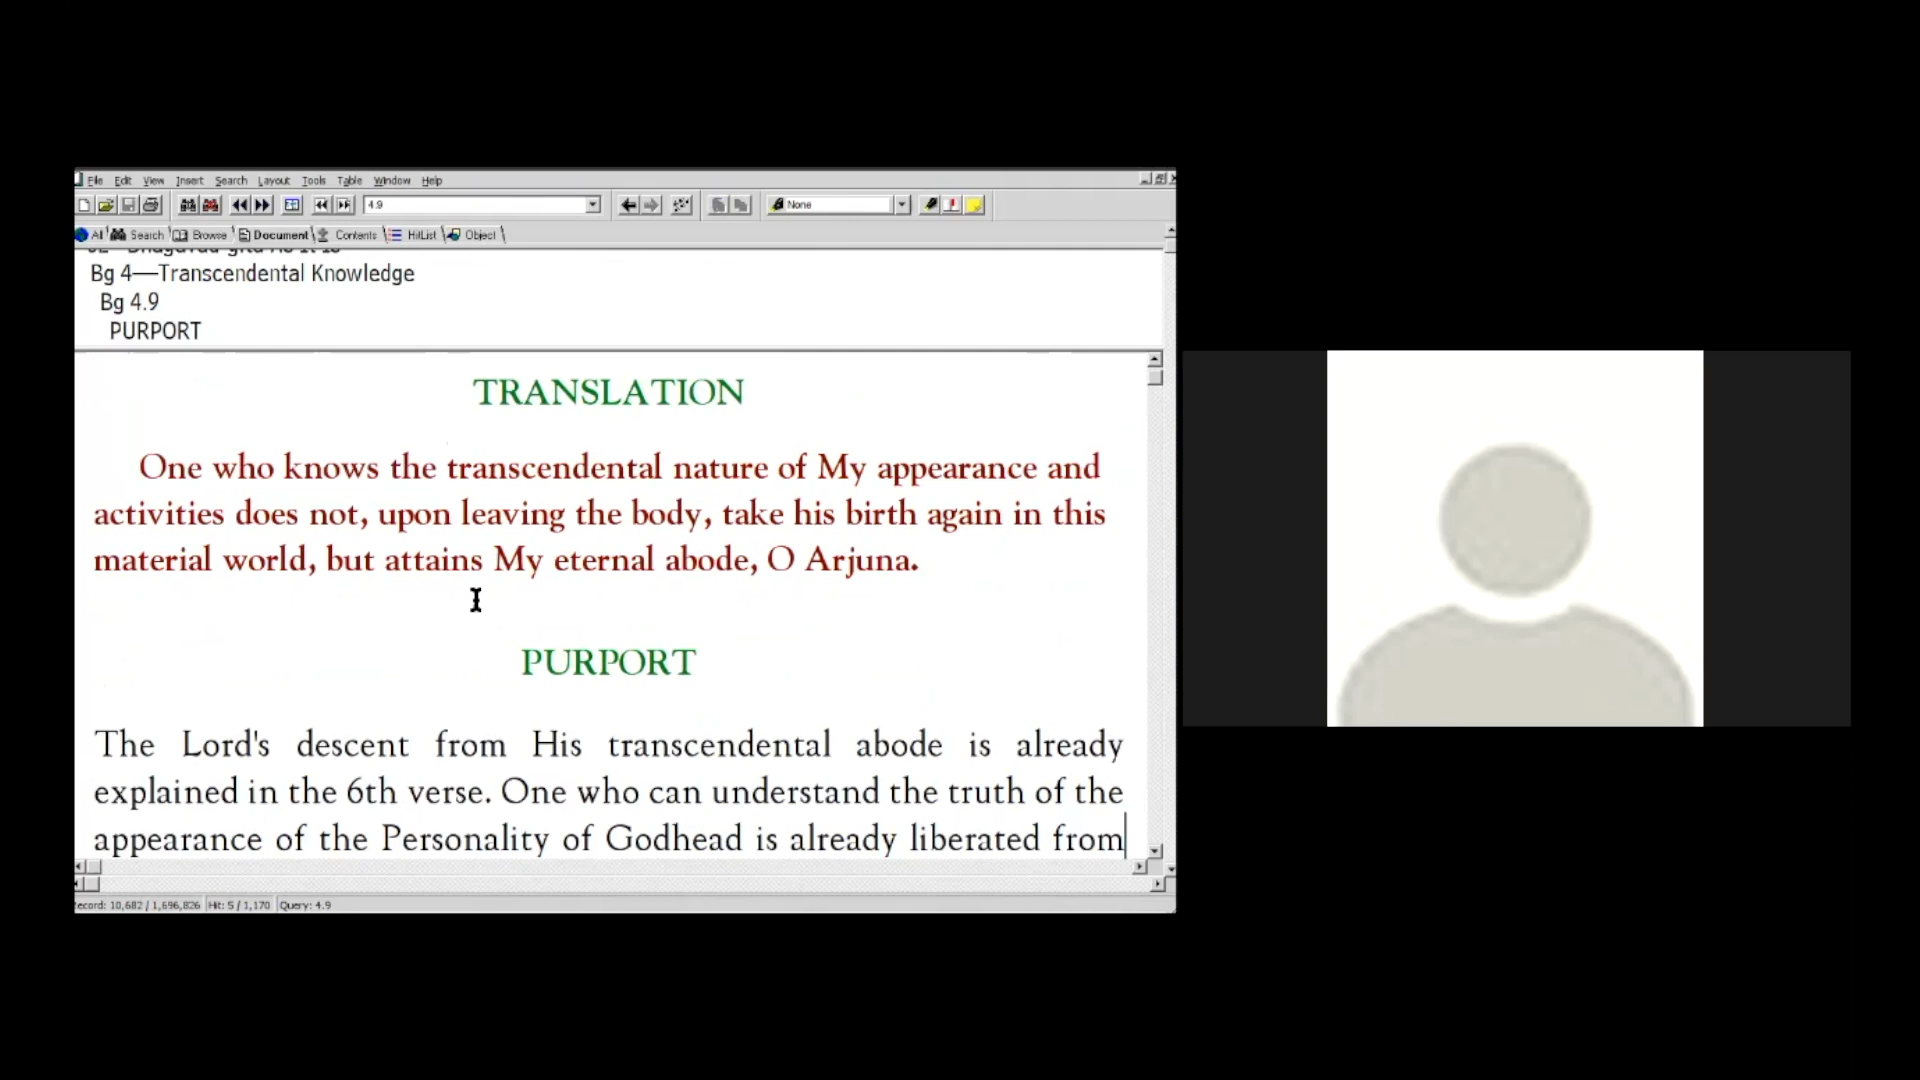 File Edit View Insert Search Layout Tools Table Window Help
4.9 None
All Search Browse Document Contents HitList Object
Bg 4—Transcendental Knowledge
Bg 4.9
PURPORT
TRANSLATION
One who knows the transcendental nature of My appearance and
activities does not, upon leaving the body, take his birth again in this
material world, but attains My eternal abode, O Arjuna.
PURPORT
The Lord's descent from His transcendental abode is already
explained in the 6th verse. One who can understand the truth of the
appearance of the Personality of Godhead is already liberated from
ecord: 10,682 / 1,696,826 Hit: 5 / 1,170 Query: 4.9